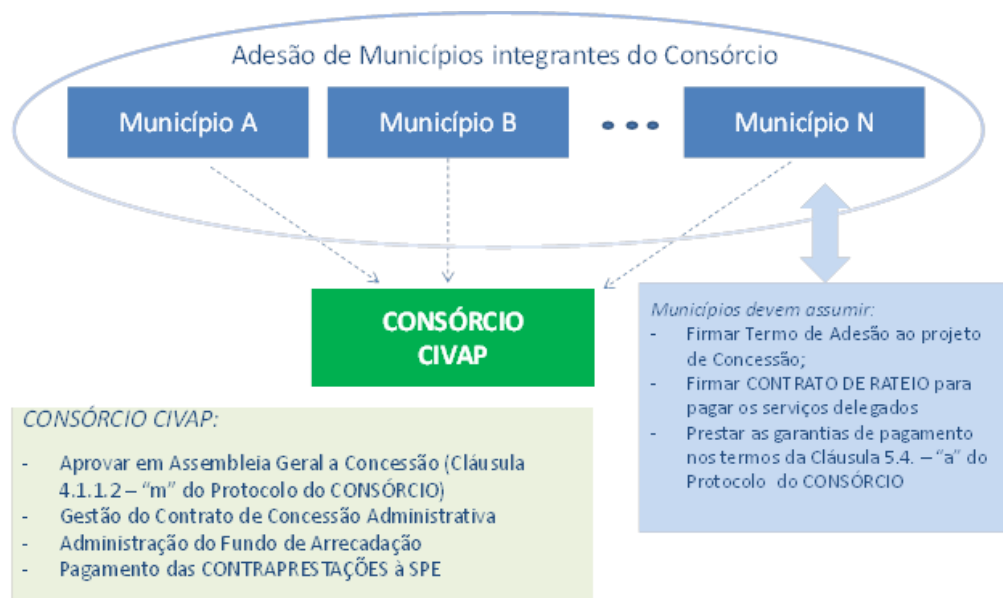 Adesão de Municípios integrantes do Consórcio
Município A
Município B
Município N
CONSÓRCIO
CIVAP
Municípios devem assumir:
- Firmar Termo de Adesão ao projeto
de Concessão;
- Firmar CONTRATO DE RATEIO para
pagar os serviços delegados
- Prestar as garantias de pagamento
nos termos da Cláusula 5.4. – “a” do
Protocolo do CONSÓRCIO
CONSÓRCIO CIVAP:
- Aprovar em Assembleia Geral a Concessão (Cláusula
4.1.1.2 – “m” do Protocolo do CONSÓRCIO)
- Gestão do Contrato de Concessão Administrativa
- Administração do Fundo de Arrecadação
- Pagamento das CONTRAPRESTAÇÕES à SPE